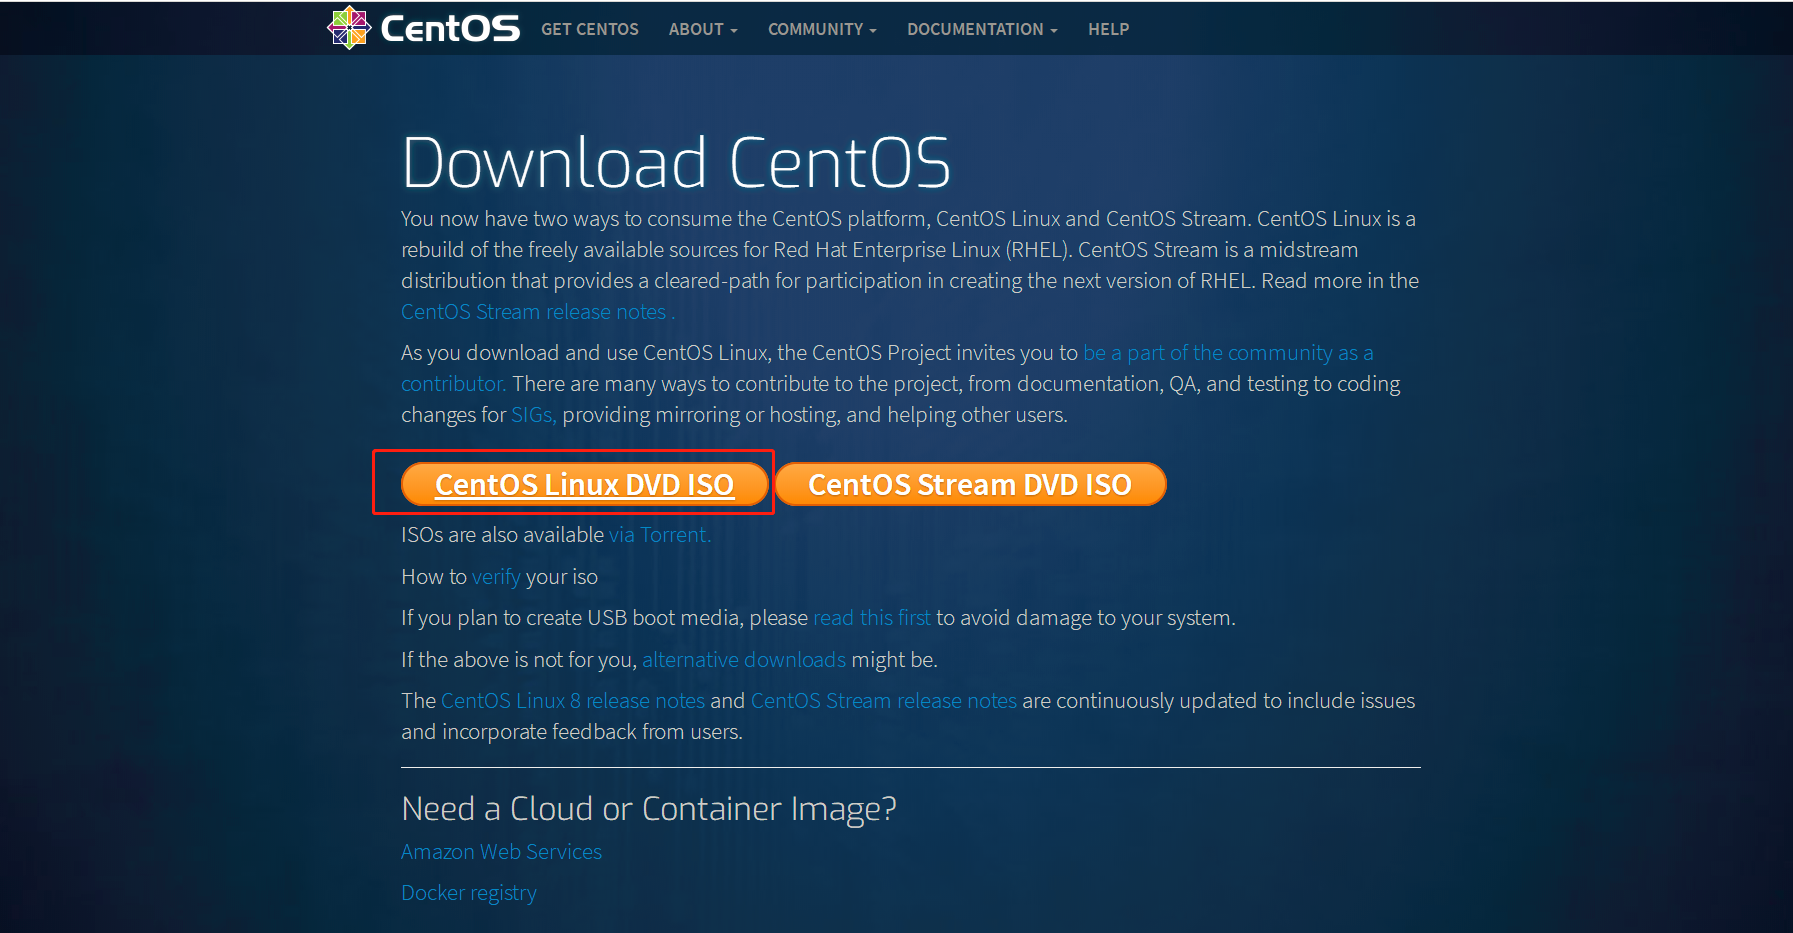 CentOS GET CENTOS ABOUT COMMUNITY DOCUMENTATION HELP
Download CentOS
You now have two ways to consume the CentOS platform, CentOS Linux and CentOS Stream. CentOS Linux is a
rebuild of the freely available sources for Red Hat Enterprise Linux (RHEL). CentOS Stream is a midstream
distribution that provides a cleared-path for participation in creating the next version of RHEL. Read more in the
CentOS Stream release notes .
As you download and use CentOS Linux, the CentOS Project invites you to be a part of the community as a
contributor. There are many ways to contribute to the project, from documentation, QA, and testing to coding
changes for SIGs, providing mirroring or hosting, and helping other users.
CentOS Linux DVD ISO CentOS Stream DVD ISO
ISOs are also available via Torrent.
How to verify your iso
If you plan to create USB boot media, please read this first to avoid damage to your system.
If the above is not for you, alternative downloads might be.
The CentOS Linux 8 release notes and CentOS Stream release notes are continuously updated to include issues
and incorporate feedback from users.
Need a Cloud or Container Image?
Amazon Web Services
Docker registry